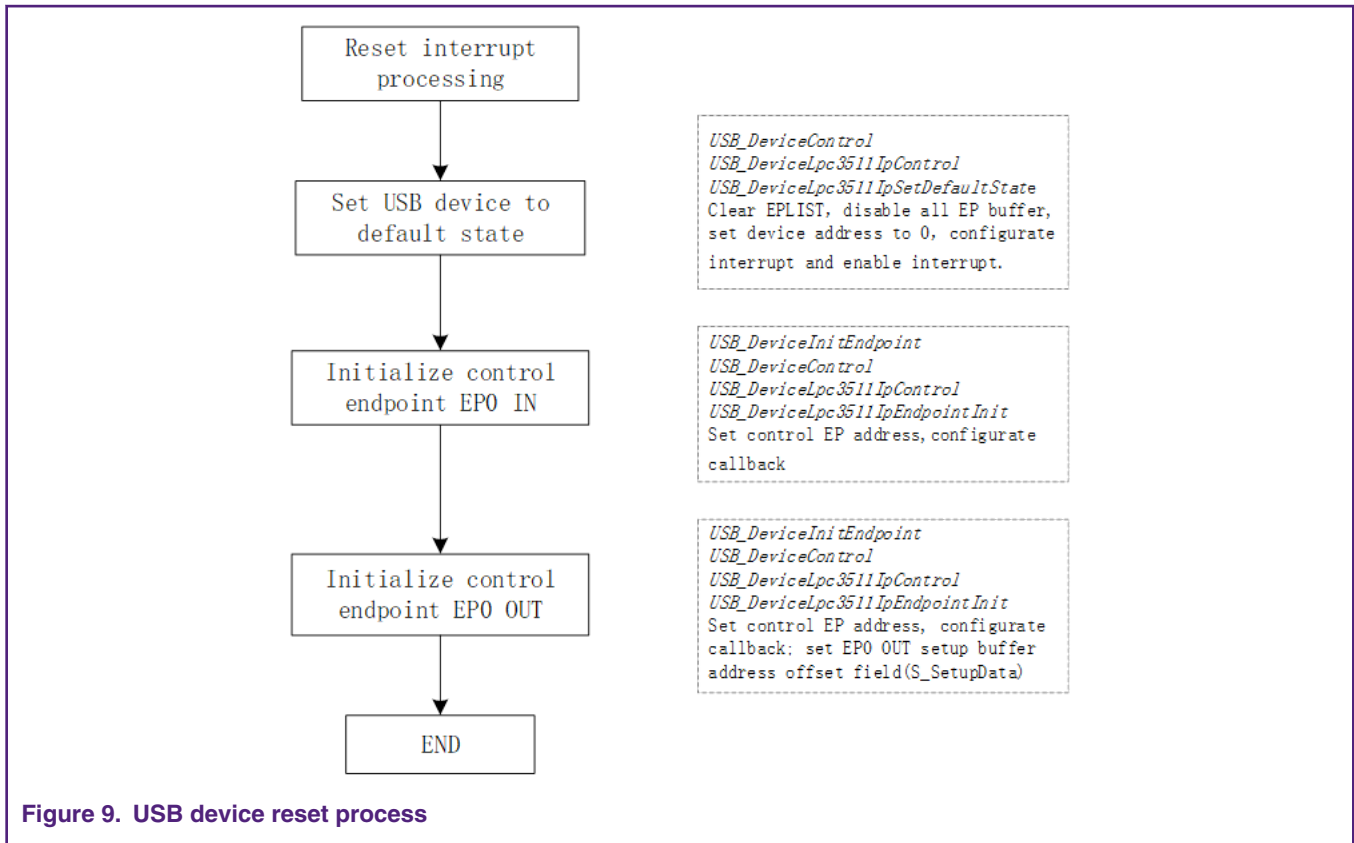 Reset interrupt
processing
USB_DeviceControl
USB_DeviceLpc3511IpControl
USB_DeviceLpc3511IpSetDefaultState
Clear EPLIST, disable all EP buffer,
set device address to 0, configurate
interrupt and enable interrupt.
Set USB device to
default state
USB_DeviceInitEndpoint
USB_DeviceControl
USB_DeviceLpc3511IpControl
USB_DeviceLpc3511IpEndpointInit
Set control EP address,configurate
callback
Initialize control
endpoint EP0 IN
USB_DeviceInitEndpoint
USB_DeviceControl
USB_DeviceLpc3511IpControl
USB_DeviceLpc3511IpEndpointInit
Set control EP address, configurate
callback; set EP0 OUT setup buffer
address offset field(S_SetupData)
Initialize control
endpoint EP0 OUT
END
Figure 9. USB device reset process